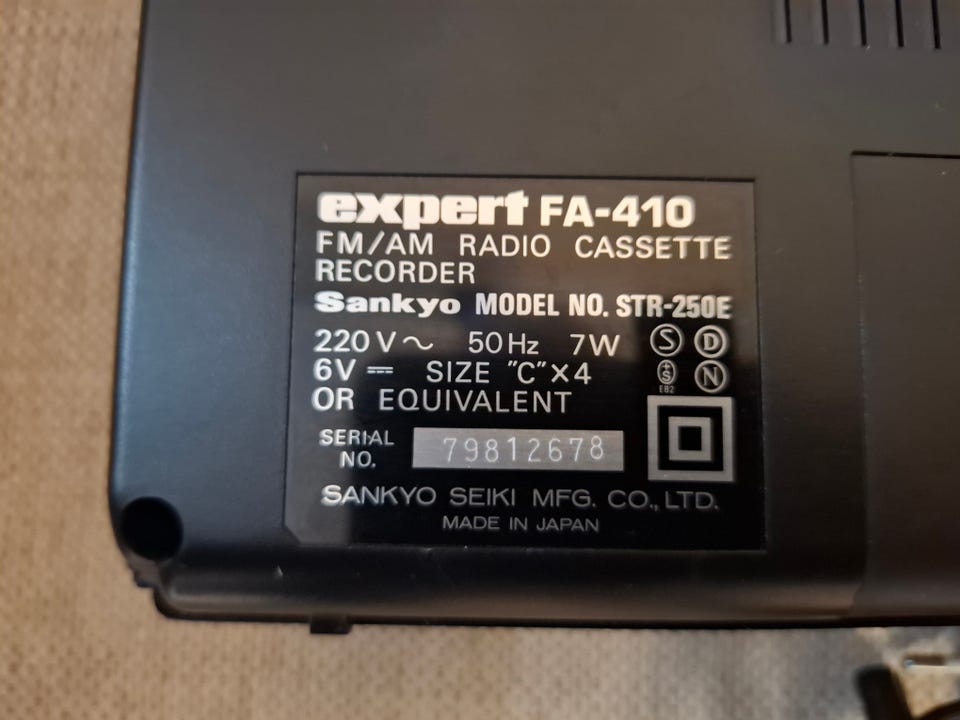 expert FA-410
FM/AM RADIO CASSETTE
RECORDER
Sankyo MODEL NO. STR-250E
220V~ 50Hz 7W
6V⎓ SIZE "C"×4
OR EQUIVALENT
S D
+S N
EB2
SERIAL NO. 79812678
SANKYO SEIKI MFG. CO., LTD.
MADE IN JAPAN